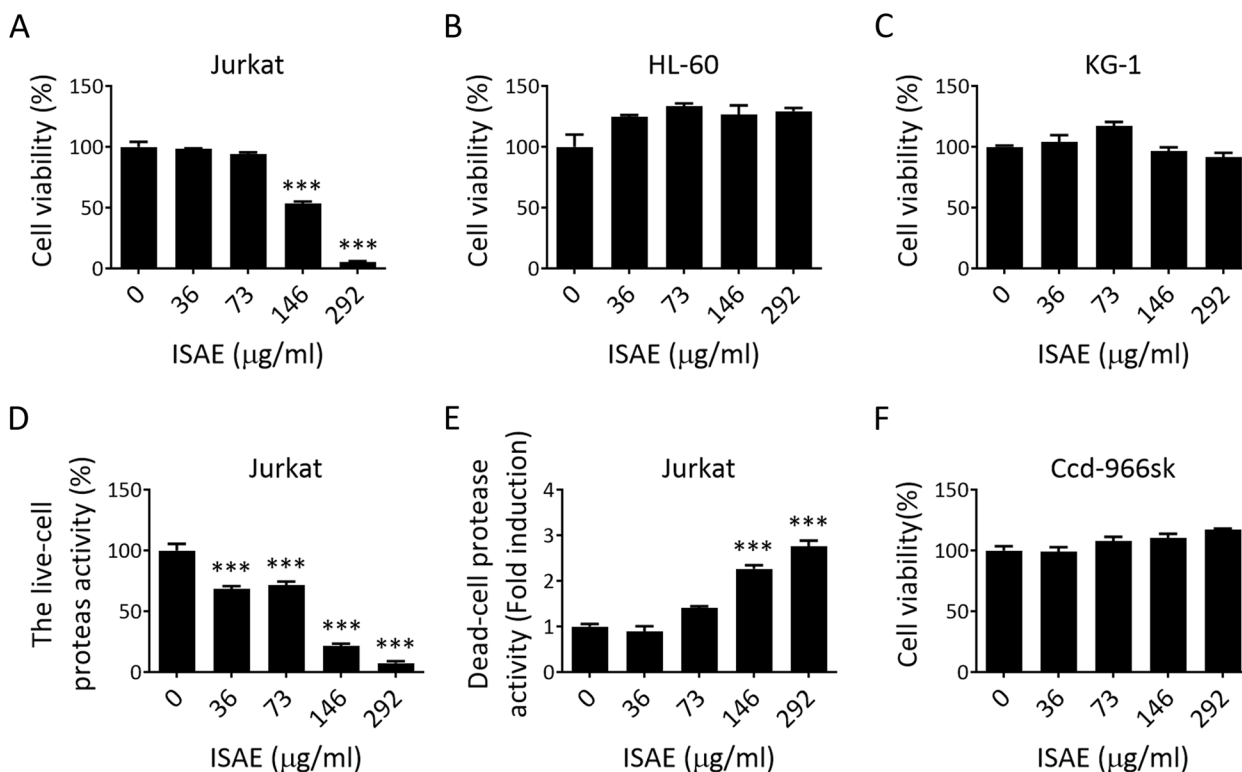 A
Jurkat
Cell viability (%)
150
100
50
0
***
***
0 36 73 146 292
ISAE (μg/ml)
B
HL-60
Cell viability (%)
150
100
50
0
0 36 73 146 292
ISAE (μg/ml)
C
KG-1
Cell viability (%)
150
100
50
0
0 36 73 146 292
ISAE (μg/ml)
D
Jurkat
The live-cell
proteas activity (%)
150
100
50
0
***
***
***
***
0 36 73 146 292
ISAE (μg/ml)
E
Jurkat
Dead-cell protease
activity (Fold induction)
4
3
2
1
0
***
***
0 36 73 146 292
ISAE (μg/ml)
F
Ccd-966sk
Cell viability(%)
150
100
50
0
0 36 73 146 292
ISAE (μg/ml)